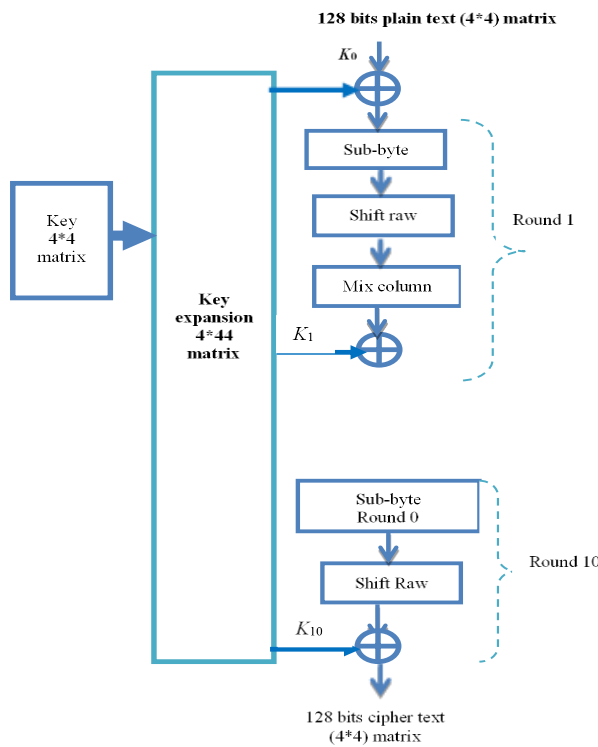 128 bits plain text (4*4) matrix
K0
Sub-byte
Shift raw
Round 1
Key
4*4
matrix
Mix column
Key
expansion
4*44
matrix
K1
Sub-byte
Round 0
Round 10
Shift Raw
K10
128 bits cipher text
(4*4) matrix